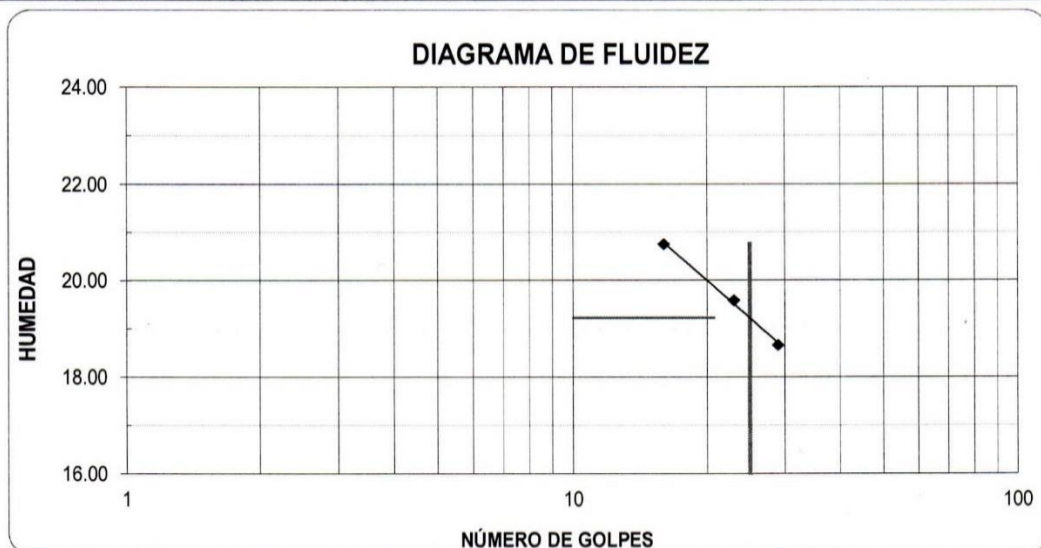 DIAGRAMA DE FLUIDEZ
24.00
22.00
20.00
18.00
16.00
HUMEDAD
1
10
100
NÚMERO DE GOLPES